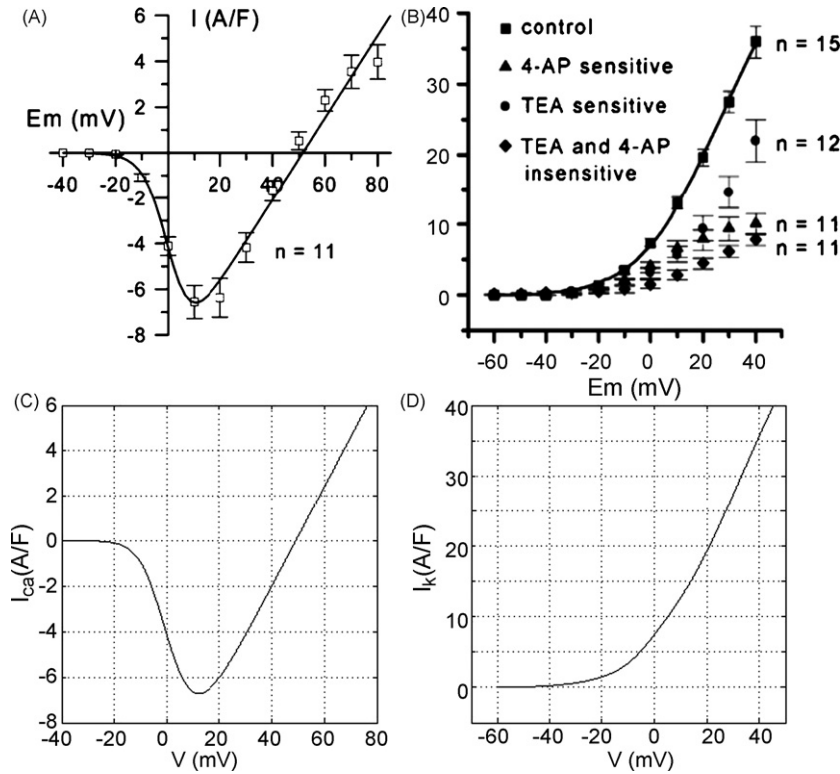 (A)
I (A/F)
6
4
2
0
-2
-4
-6
-8
Em (mV)
-40 -20 20 40 60 80
n = 11
(B)
40
30
20
10
0
control
4-AP sensitive
TEA sensitive
TEA and 4-AP
insensitive
n = 15
n = 12
n = 11
n = 11
-60 -40 -20 0 20 40
Em (mV)
(C)
6
4
2
0
-2
-4
-6
-8
Ica(A/F)
-40 -20 0 20 40 60 80
V (mV)
(D)
40
30
20
10
0
Ik(A/F)
-60 -40 -20 0 20 40
V (mV)